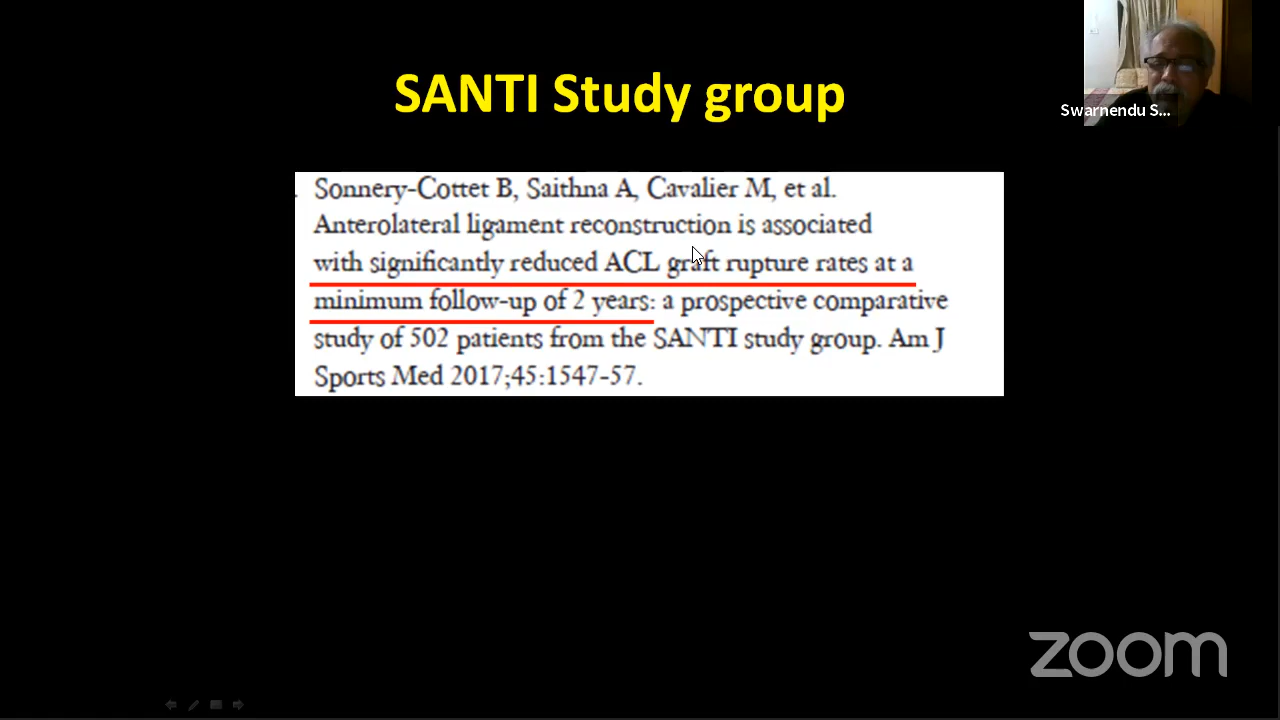 SANTI Study group
Swarnendu S...
Sonnery-Cottet B, Saithna A, Cavalier M, et al.
Anterolateral ligament reconstruction is associated
with significantly reduced ACL graft rupture rates at a
minimum follow-up of 2 years: a prospective comparative
study of 502 patients from the SANTI study group. Am J
Sports Med 2017;45:1547-57.
zoom